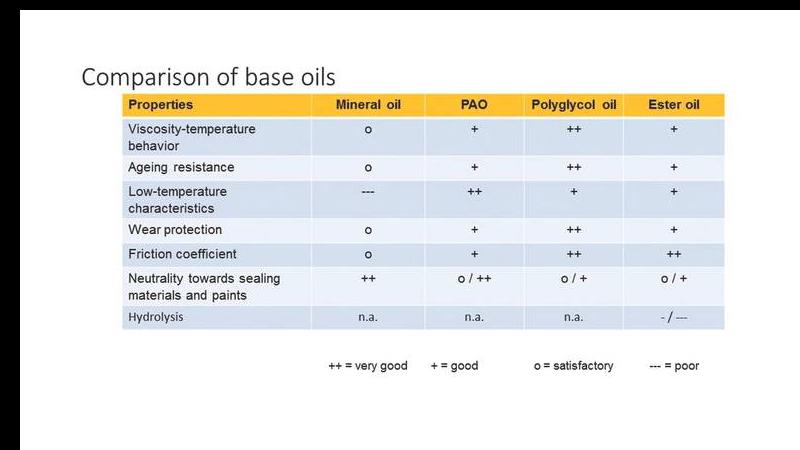 Comparison of base oils
Properties Mineral oil PAO Polyglycol oil Ester oil
Viscosity-temperature
behavior o + ++ +
Ageing resistance o + ++ +
Low-temperature
characteristics --- ++ + +
Wear protection o + ++ +
Friction coefficient o + ++ ++
Neutrality towards sealing
materials and paints ++ o / ++ o / + o / +
Hydrolysis n.a. n.a. n.a. - / ---
++ = very good + = good o = satisfactory --- = poor